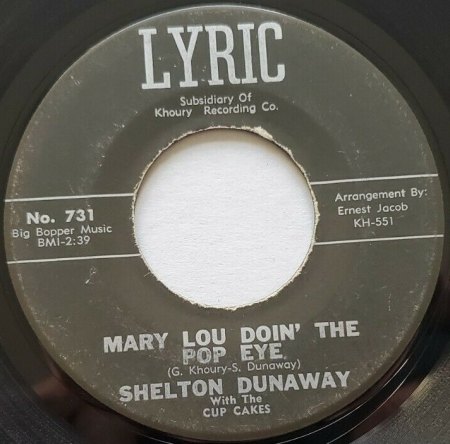 LYRIC
Subsidiary Of
Khoury Recording Co.
No. 731
Big Bopper Music
BMI-2:39
Arrangement By:
Ernest Jacob
KH-551
MARY LOU DOIN' THE
POP EYE
(G. Khoury-S. Dunaway)
SHELTON DUNAWAY
With The
CUP CAKES